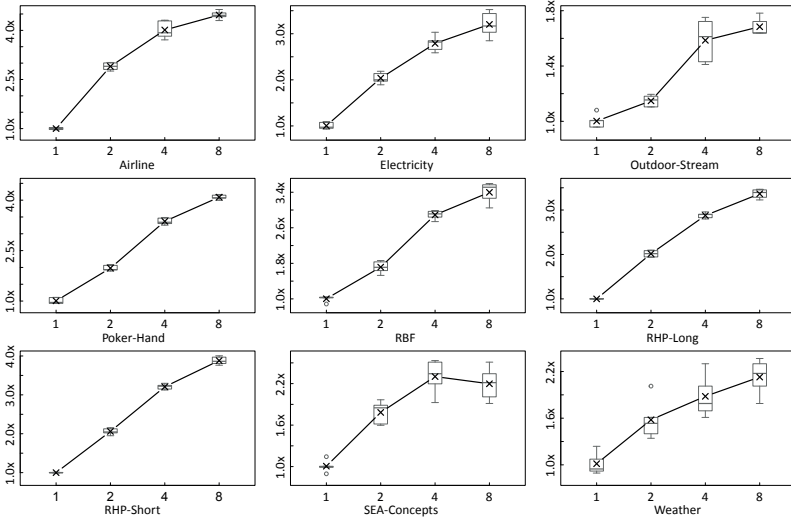 4.0x
2.5x
1.0x
1 2 4 8
Airline
3.0x
2.0x
1.0x
1 2 4 8
Electricity
1.8x
1.4x
1.0x
1 2 4 8
Outdoor-Stream
4.0x
2.5x
1.0x
1 2 4 8
Poker-Hand
3.4x
2.6x
1.8x
1.0x
1 2 4 8
RBF
3.0x
2.0x
1.0x
1 2 4 8
RHP-Long
4.0x
3.0x
2.0x
1.0x
1 2 4 8
RHP-Short
2.2x
1.6x
1.0x
1 2 4 8
SEA-Concepts
2.2x
1.6x
1.0x
1 2 4 8
Weather